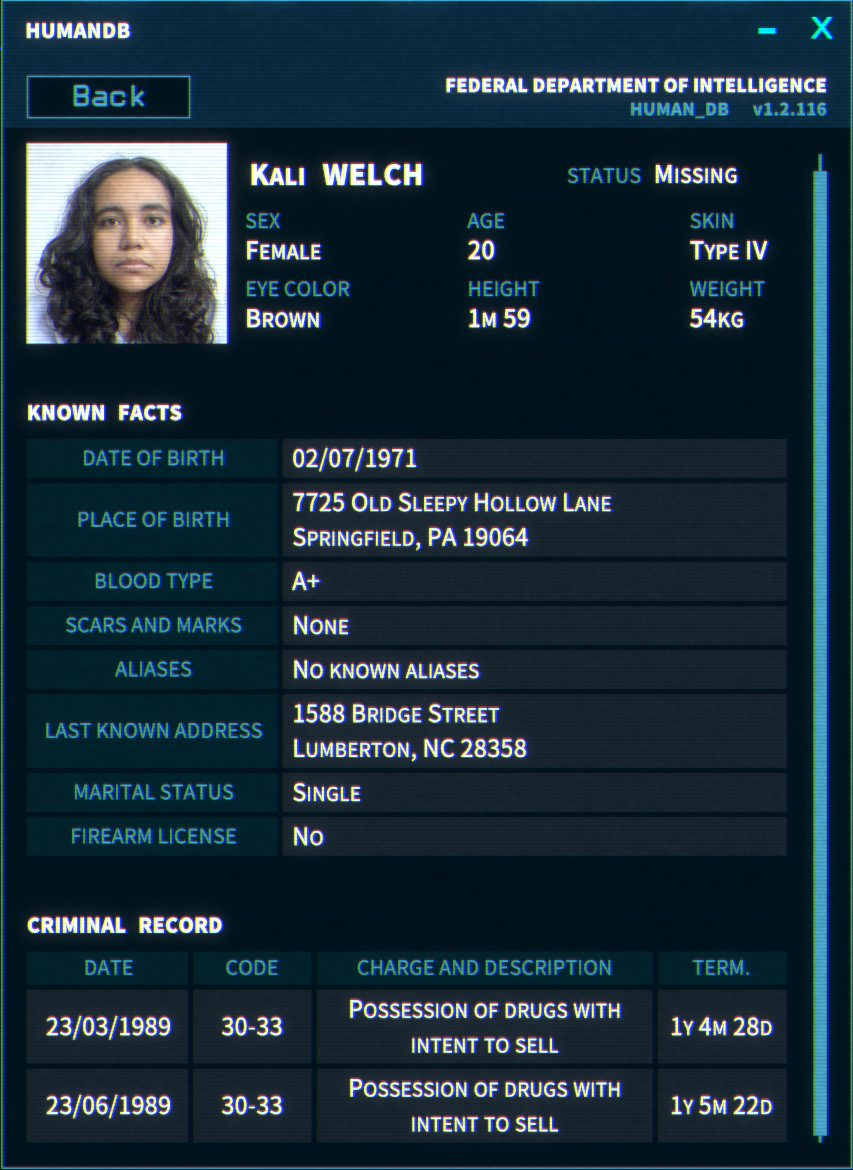 HUMANDB
– X
Back
FEDERAL DEPARTMENT OF INTELLIGENCE
HUMAN_DB v1.2.116
Kali WELCH
STATUS Missing
SEX AGE SKIN
Female 20 Type IV
EYE COLOR HEIGHT WEIGHT
Brown 1m 59 54kg
KNOWN FACTS
DATE OF BIRTH 02/07/1971
PLACE OF BIRTH 7725 Old Sleepy Hollow Lane
Springfield, PA 19064
BLOOD TYPE A+
SCARS AND MARKS None
ALIASES No known aliases
LAST KNOWN ADDRESS 1588 Bridge Street
Lumberton, NC 28358
MARITAL STATUS Single
FIREARM LICENSE No
CRIMINAL RECORD
DATE CODE CHARGE AND DESCRIPTION TERM.
23/03/1989 30-33 Possession of drugs with
intent to sell 1y 4m 28d
23/06/1989 30-33 Possession of drugs with
intent to sell 1y 5m 22d